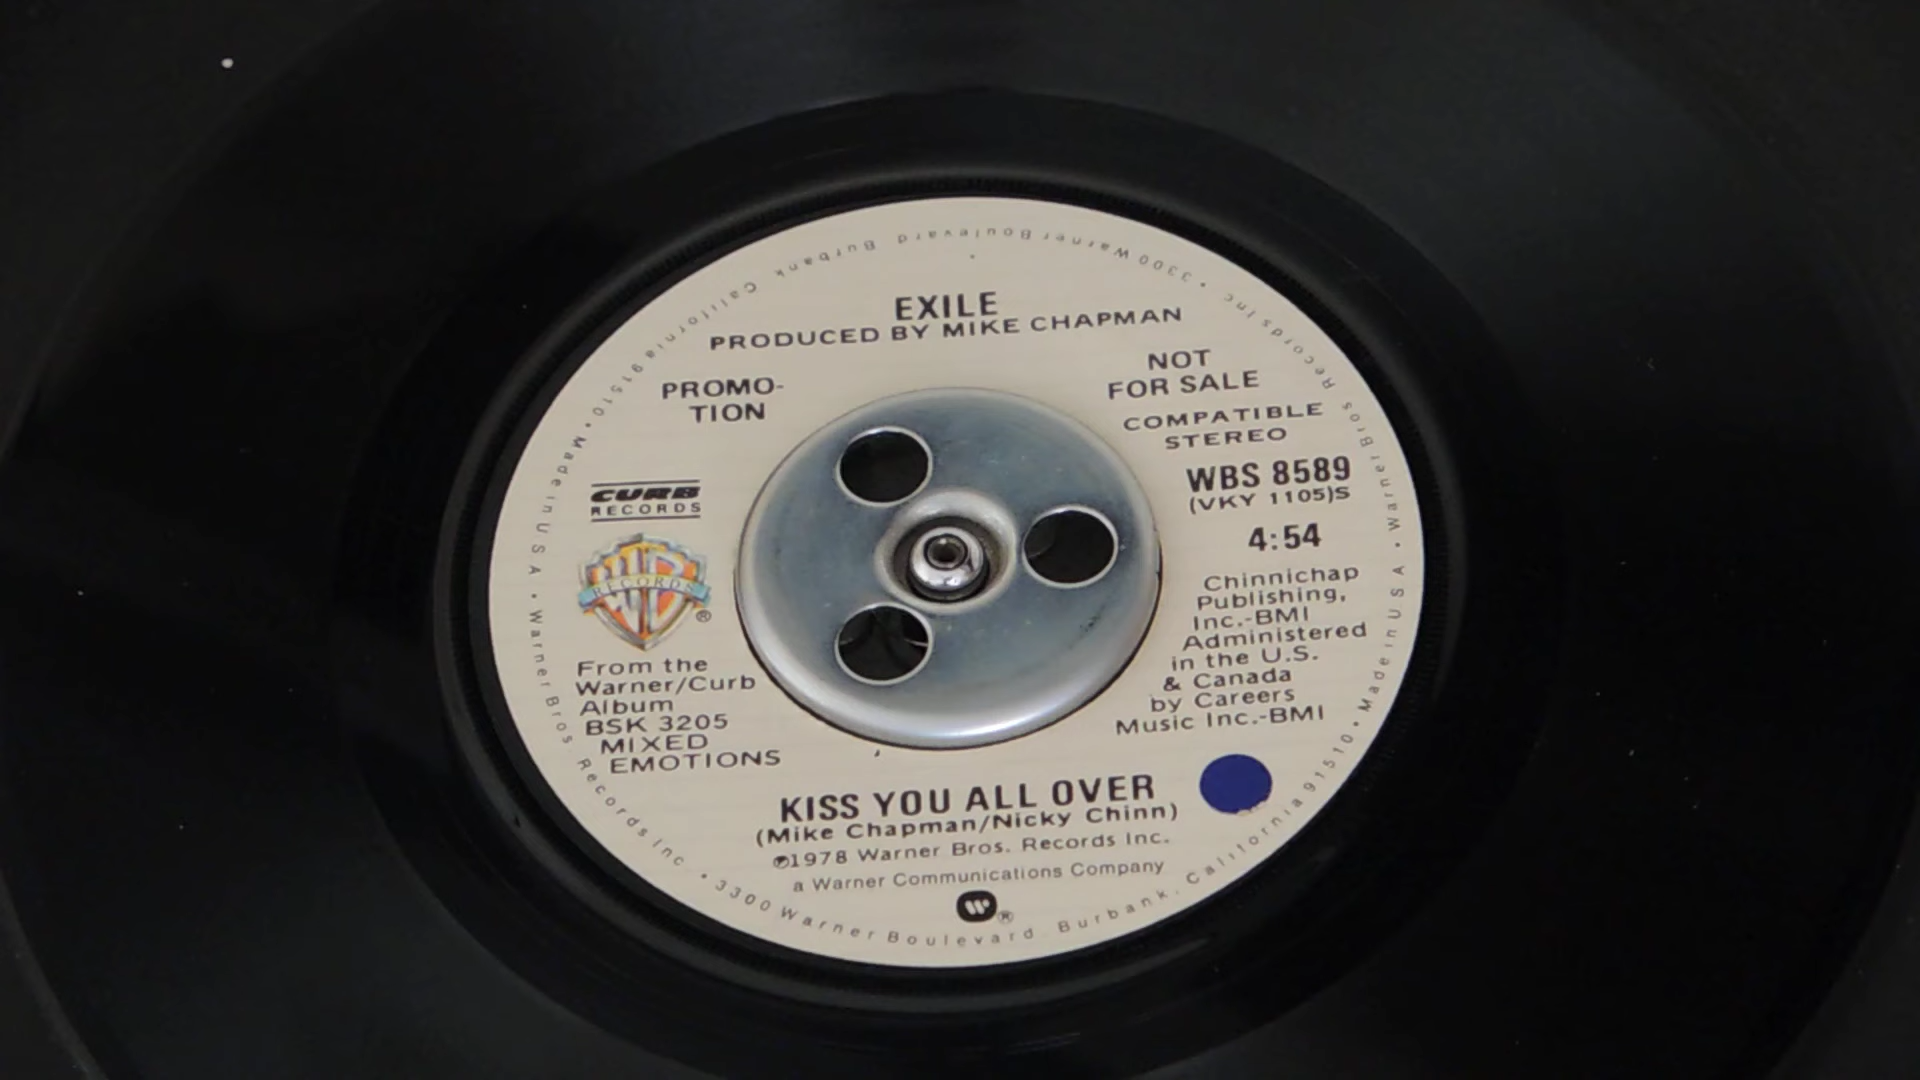 EXILE
PRODUCED BY MIKE CHAPMAN
PROMO-
TION
NOT
FOR SALE
COMPATIBLE
STEREO
WBS 8589
(VKY 1105)S
4:54
CURB
RECORDS
WB
RECORDS
®
From the
Warner/Curb
Album
BSK 3205
MIXED
EMOTIONS
Chinnichap
Publishing,
Inc.-BMI
Administered
in the U.S.
& Canada
by Careers
Music Inc.-BMI
KISS YOU ALL OVER
(Mike Chapman/Nicky Chinn)
℗1978 Warner Bros. Records Inc.
a Warner Communications Company
W®
Made in U S A • Warner Bros. Records Inc • 3300 Warner Boulevard. Burbank. California 91510 • Made in U S A • Warner Bros Records Inc • 3300 Warner Boulevard Burbank California 91510 •